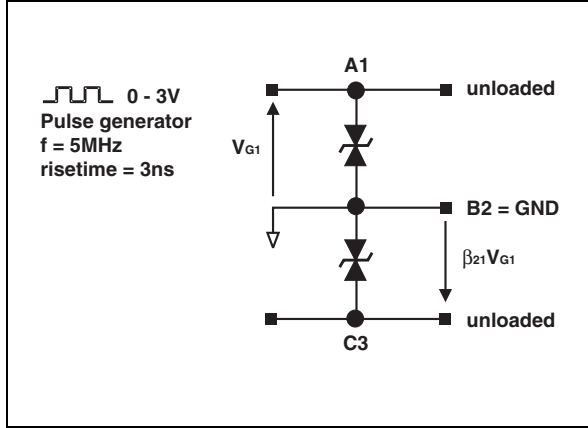 A1
0 - 3V
unloaded
Pulse generator
f = 5MHz
risetime = 3ns
VG1
B2 = GND
β21VG1
unloaded
C3